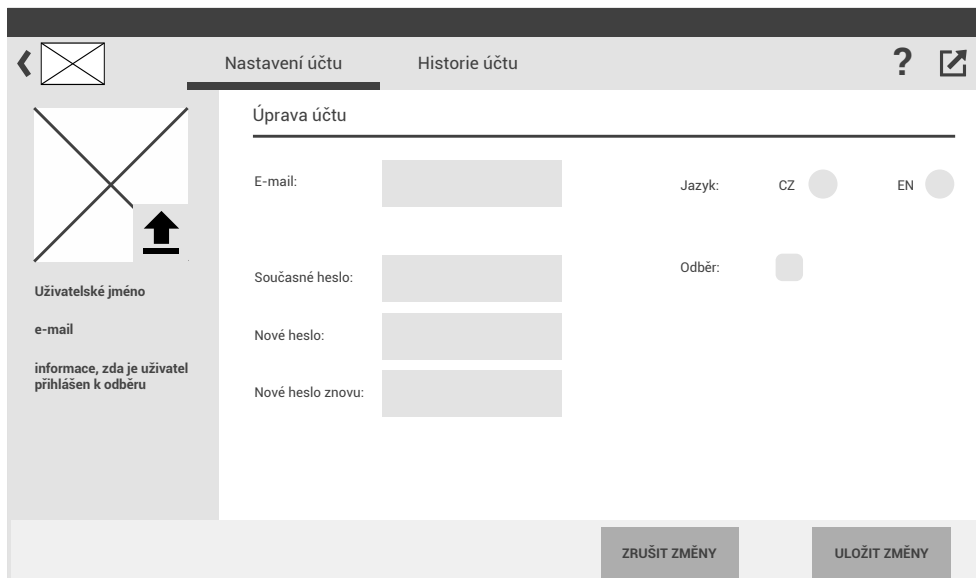 Nastavení účtu
Historie účtu
?
Úprava účtu
E-mail:
Jazyk:
CZ
EN
Současné heslo:
Odběr:
Nové heslo:
Nové heslo znovu:
Uživatelské jméno
e-mail
informace, zda je uživatel
přihlášen k odběru
ZRUŠIT ZMĚNY
ULOŽIT ZMĚNY